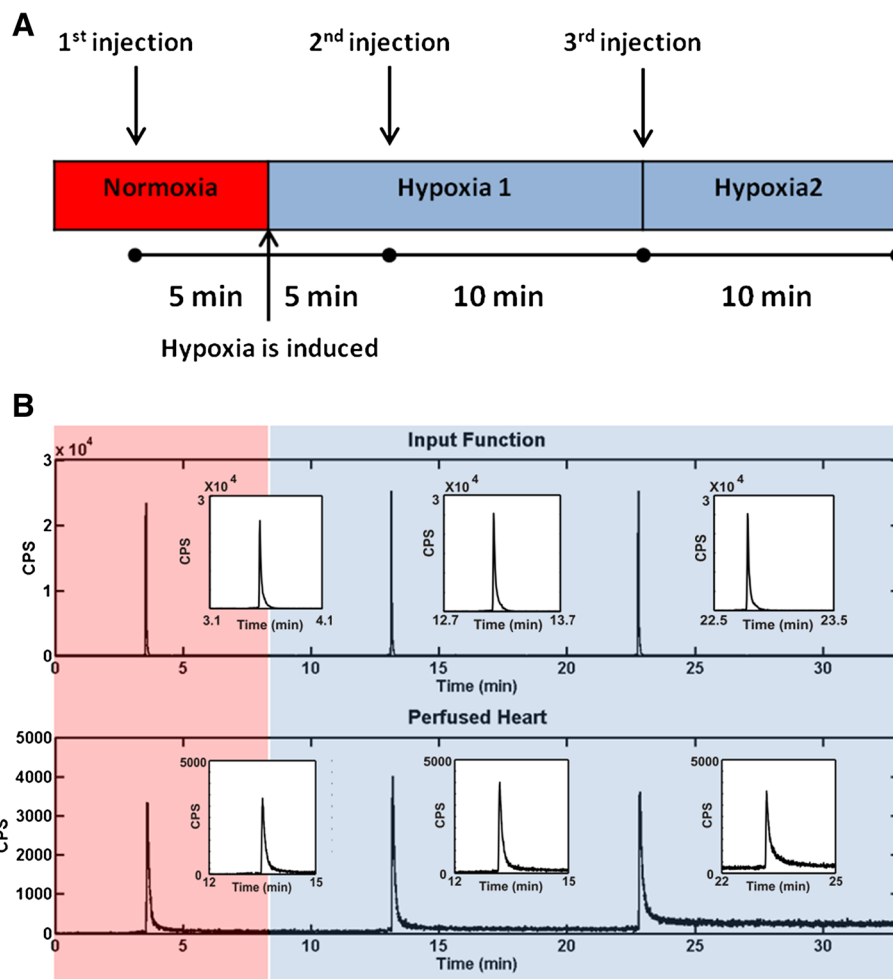 A
1st injection
2nd injection
3rd injection
Normoxia
Hypoxia 1
Hypoxia2
5 min
5 min
10 min
10 min
Hypoxia is induced
B
Input Function
x 10^4
3
2
1
0
CPS
0
5
10
15
20
25
30
Time (min)
X10^4
3
CPS
3.1
Time (min)
4.1
X10^4
3
CPS
12.7
Time (min)
13.7
X10^4
3
CPS
22.5
Time (min)
23.5
Perfused Heart
5000
4000
3000
2000
1000
0
CPS
0
5
10
15
20
25
30
Time (min)
5000
CPS
0
12
Time (min)
15
5000
CPS
0
12
Time (min)
15
5000
CPS
0
22
Time (min)
25